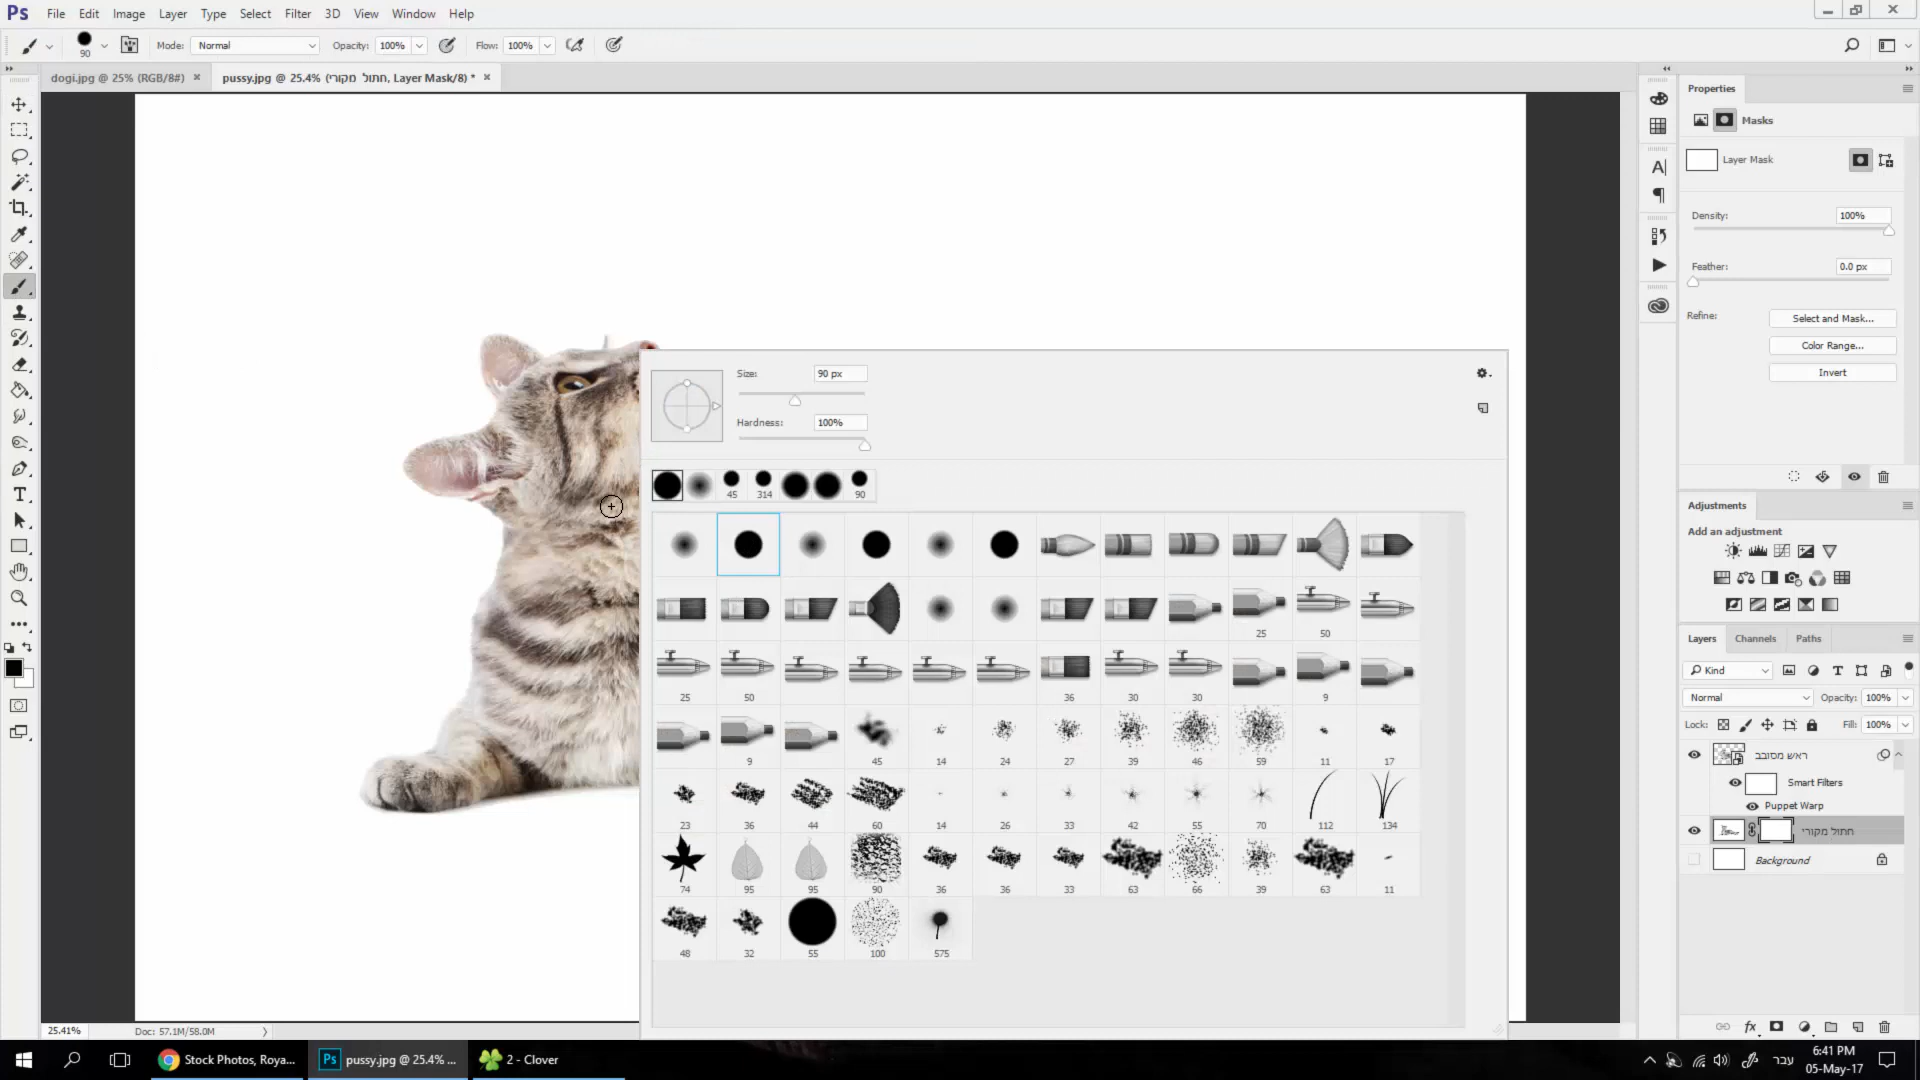 Ps File Edit Image Layer Type Select Filter 3D View Window Help
90 Mode: Normal Opacity: 100% Flow: 100%
dogi.jpg @ 25% (RGB/8#) pussy.jpg @ 25.4% (חתול מקורי, Layer Mask/8) *
Properties
Masks
Layer Mask
Density: 100%
Feather: 0.0 px
Refine: Select and Mask...
Color Range...
Invert
Size: 90 px
Hardness: 100%
45 314 90
25 50
25 50 36 30 30 9
9 45 14 24 27 39 46 59 11 17
23 36 44 60 14 26 33 42 55 70 112 134
74 95 95 90 36 36 33 63 66 39 63 11
48 32 55 100 575
Adjustments
Add an adjustment
Layers Channels Paths
Kind
Normal Opacity: 100%
Lock: Fill: 100%
ראש מסובב
Smart Filters
Puppet Warp
חתול מקורי
Background
fx
25.41% Doc: 57.1M/58.0M
Stock Photos, Roya... Ps pussy.jpg @ 25.4% ... 2 - Clover
עבר
6:41 PM
05-May-17